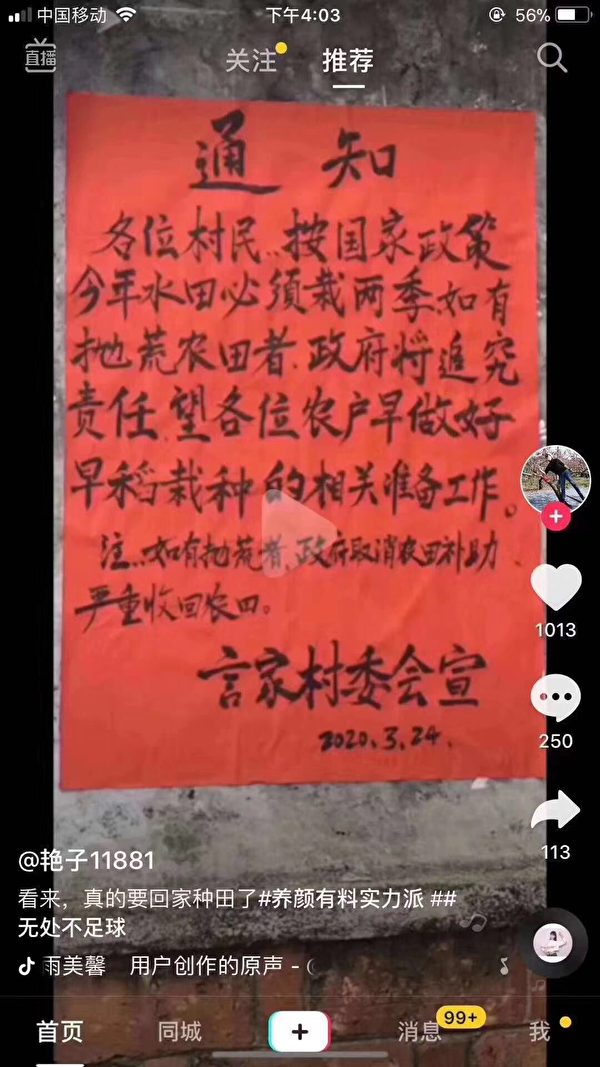 中国移动
下午4:03
56%
直播
关注
推荐
通知
各位村民:按国家政策
今年水田必须栽两季.如有
抛荒农田者.政府将追究
责任.望各位农户早做好
早稻栽种的相关准备工作。
注:如有抛荒者.政府取消农田补助
严重收回农田。
言家村委会宣
2020.3.24.
1013
250
113
@艳子11881
看来，真的要回家种田了#养颜有料实力派 ##
无处不足球
雨美馨 用户创作的原声 - (
首页
同城
消息
99+
我